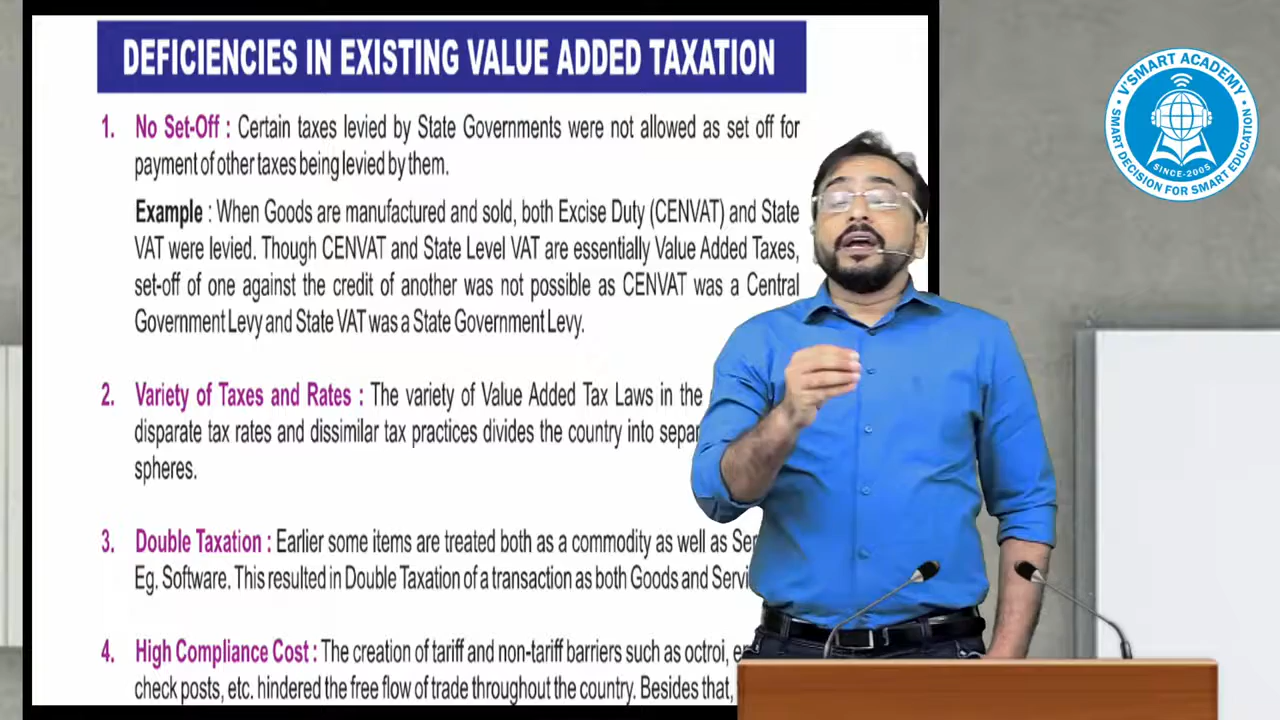 DEFICIENCIES IN EXISTING VALUE ADDED TAXATION
1. No Set-Off : Certain taxes levied by State Governments were not allowed as set off for
payment of other taxes being levied by them.
Example : When Goods are manufactured and sold, both Excise Duty (CENVAT) and State
VAT were levied. Though CENVAT and State Level VAT are essentially Value Added Taxes,
set-off of one against the credit of another was not possible as CENVAT was a Central
Government Levy and State VAT was a State Government Levy.
2. Variety of Taxes and Rates : The variety of Value Added Tax Laws in the
disparate tax rates and dissimilar tax practices divides the country into
spheres.
3. Double Taxation : Earlier some items are treated both as a commodity as well as
Eg. Software. This resulted in Double Taxation of a transaction as both Goods and
4. High Compliance Cost : The creation of tariff and non-tariff barriers such as octroi,
check posts, etc. hindered the free flow of trade throughout the country. Besides that,
V'SMART ACADEMY
SINCE-2005
SMART DECISION FOR SMART EDUCATION